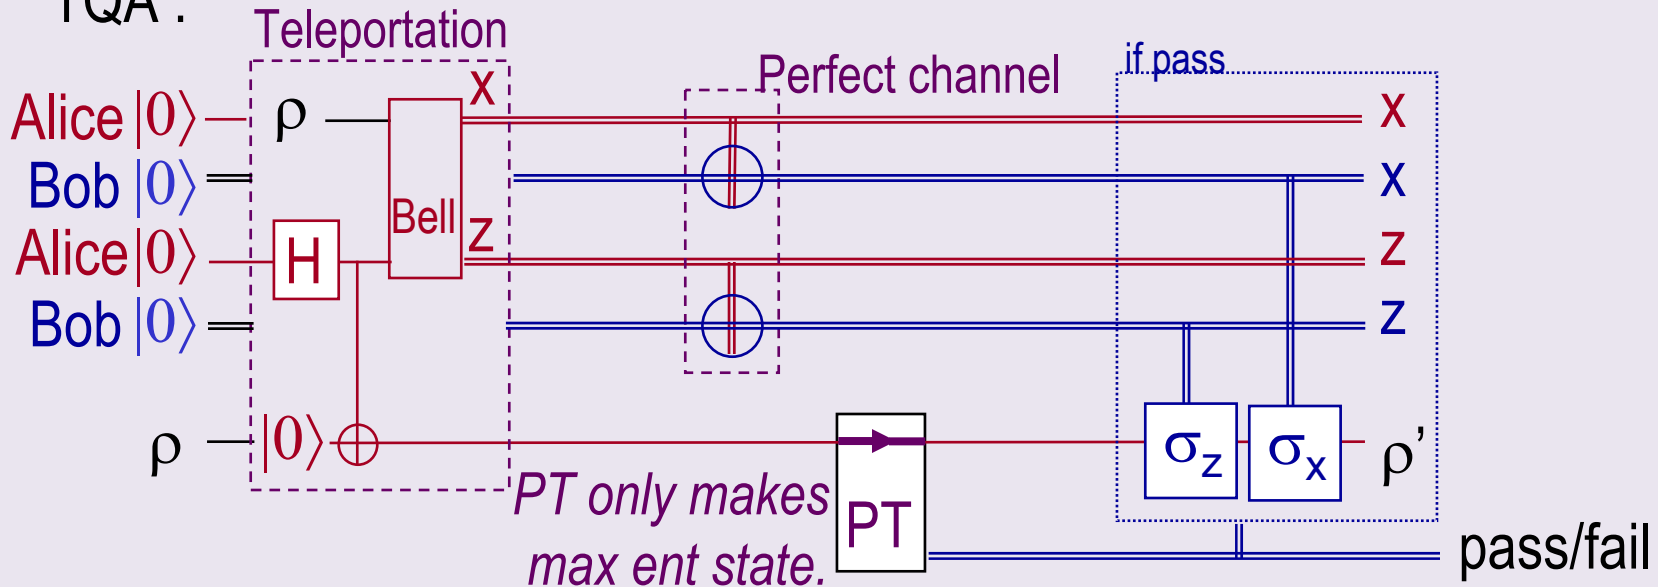 TQA :
Teleportation
Perfect channel
if pass
Alice |0⟩
ρ
X
X
Bob |0⟩
X
Bell
Alice |0⟩
H
Z
Z
Bob |0⟩
Z
ρ
|0⟩
σz
σx
ρ’
PT only makes
max ent state.
PT
pass/fail